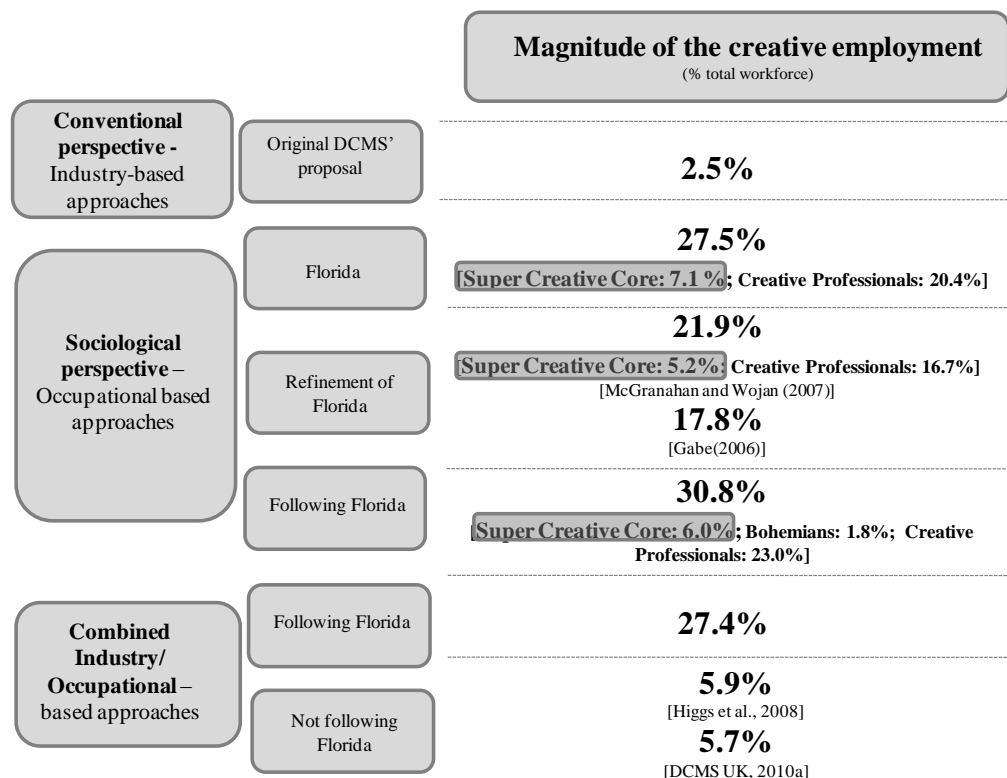 Magnitude of the creative employment
(% total workforce)
Conventional
perspective -
Industry-based
approaches
Original DCMS’
proposal
2.5%
Sociological
perspective –
Occupational based
approaches
Florida
27.5%
[Super Creative Core: 7.1 %; Creative Professionals: 20.4%]
Refinement of
Florida
21.9%
[Super Creative Core: 5.2%; Creative Professionals: 16.7%]
[McGranahan and Wojan (2007)]
17.8%
[Gabe(2006)]
Following Florida
30.8%
[Super Creative Core: 6.0%; Bohemians: 1.8%; Creative
Professionals: 23.0%]
Combined
Industry/
Occupational –
based approaches
Following Florida
27.4%
Not following
Florida
5.9%
[Higgs et al., 2008]
5.7%
[DCMS UK, 2010a]